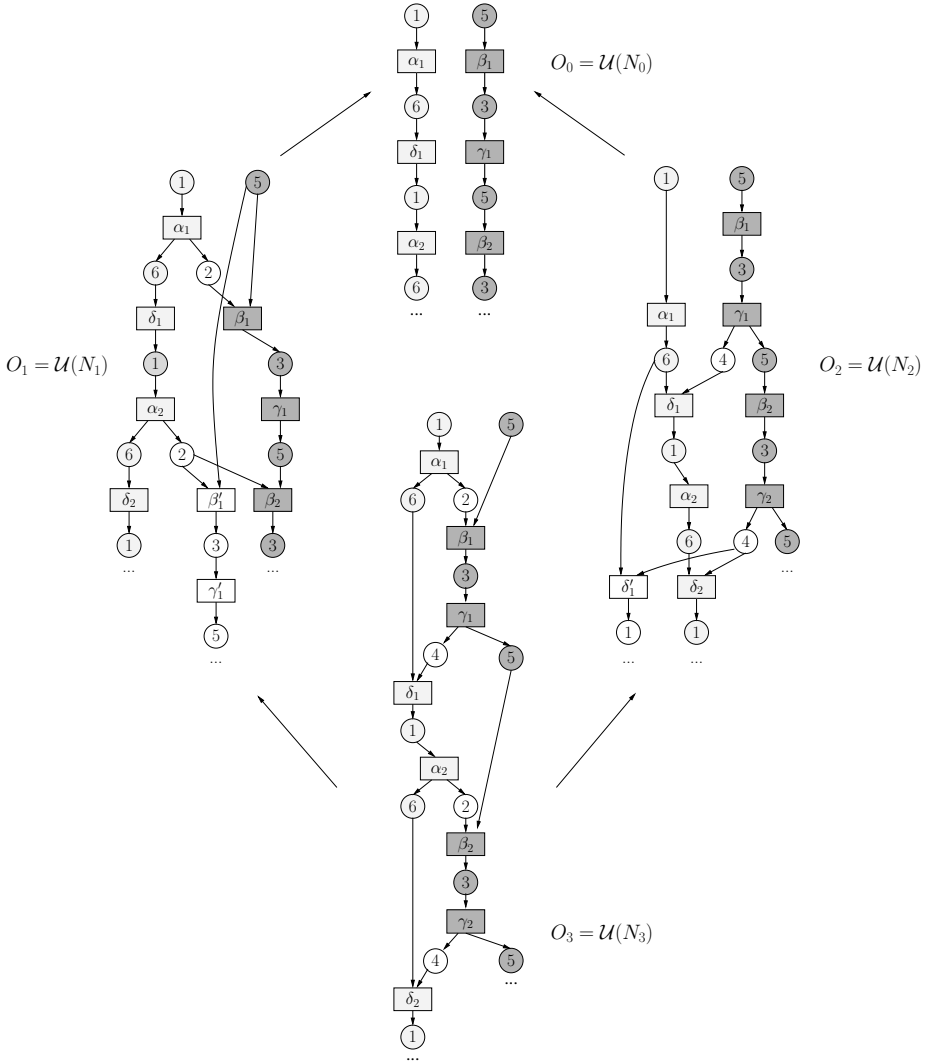 1 5
α₁ β₁ O₀ = 𝒰(N₀)
6 3
δ₁ γ₁
1 5
α₂ β₂
6 3
... ...
1 5
α₁
6 2
δ₁ β₁
1 3
O₁ = 𝒰(N₁)
α₂ γ₁
6 2 5
δ₂ β′₁ β₂
1 3 3
... ...
γ′₁
5
...
1 5
β₁
3
α₁ γ₁
6 4 5
O₂ = 𝒰(N₂)
δ₁ β₂
1 3
α₂ γ₂
6 4 5
...
δ′₁ δ₂
1 1
... ...
1 5
α₁
6 2
β₁
3
γ₁
4 5
δ₁
1
α₂
6 2
β₂
3
γ₂ O₃ = 𝒰(N₃)
4 5
...
δ₂
1
...